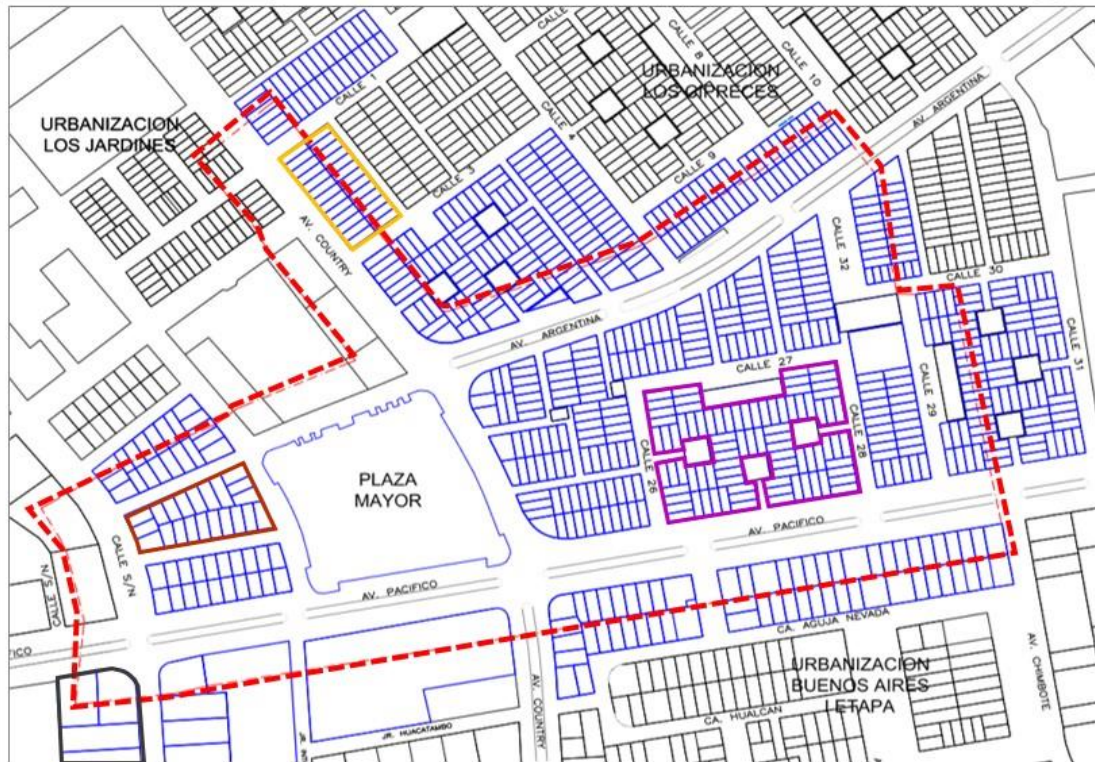 CALLE 8
CALLE 10
URBANIZACION
LOS CIPRECES
AV. ARGENTINA
CALLE 1
CALLE 4
URBANIZACION
LOS JARDINES
CALLE 3
CALLE 9
AV. COUNTRY
CALLE 32
CALLE 30
AV. ARGENTINA
CALLE 27
CALLE 31
CALLE 29
CALLE 28
CALLE 26
PLAZA
MAYOR
AV. PACIFICO
CALLE S/N
CALLE S/N
AV. PACIFICO
CA. AGUJA NEVADA
URBANIZACION
BUENOS AIRES
I ETAPA
AV. CHIMBOTE
AV. COUNTRY
CA. HUALCAN
JR. HUACATAMBO